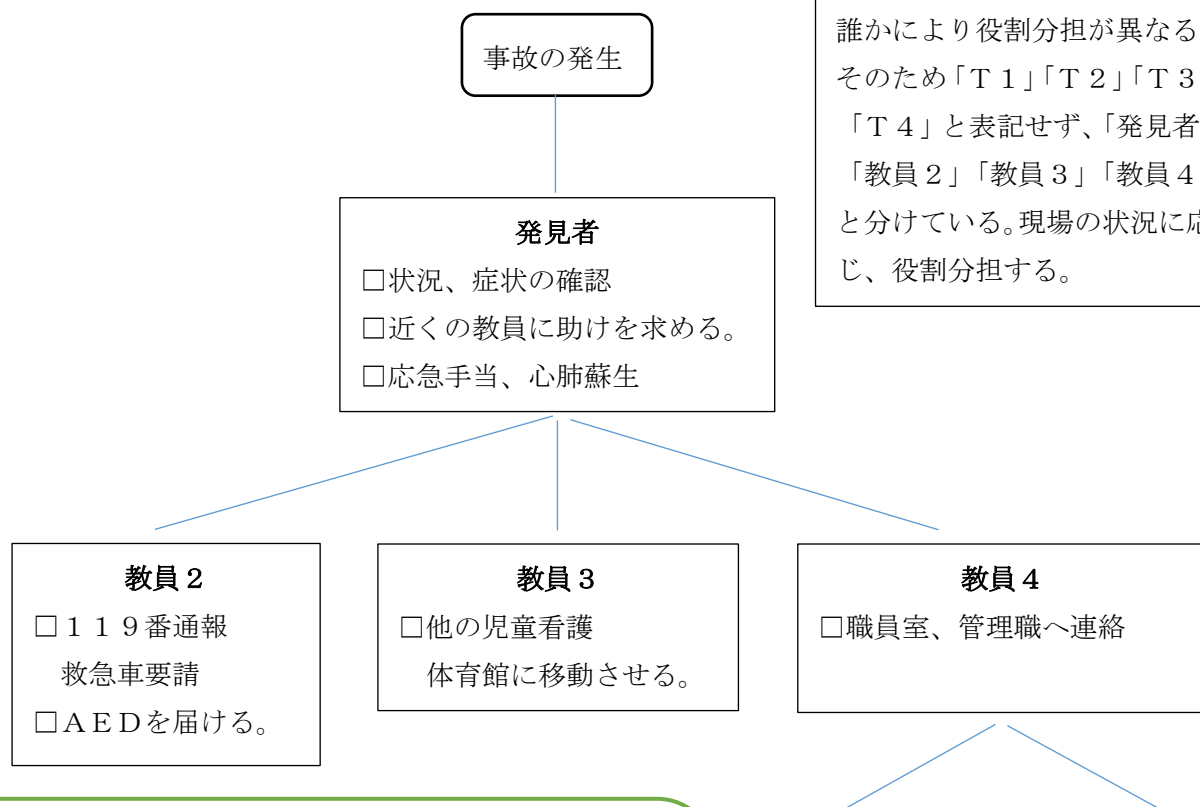 事故の発生
誰かにより役割分担が異なる
そのため「Ｔ１」「Ｔ２」「Ｔ３
「Ｔ４」と表記せず、「発見者
「教員２」「教員３」「教員４
と分けている。現場の状況に応
じ、役割分担する。
発見者
□状況、症状の確認
□近くの教員に助けを求める。
□応急手当、心肺蘇生
教員２
□１１９番通報
救急車要請
□ＡＥＤを届ける。
教員３
□他の児童看護
体育館に移動させる。
教員４
□職員室、管理職へ連絡